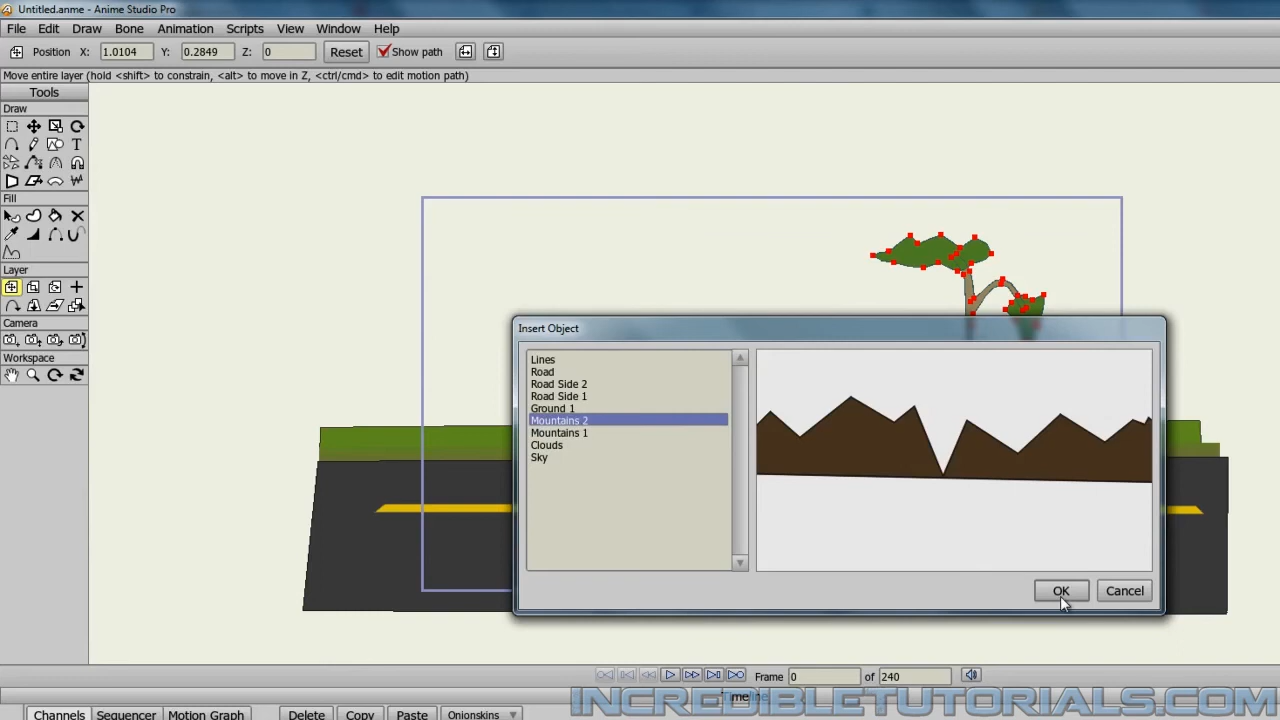 Untitled.anme - Anime Studio Pro
File Edit Draw Bone Animation Scripts View Window Help
Position X: 1.0104 Y: 0.2849 Z: 0 Reset Show path
Move entire layer (hold <shift> to constrain, <alt> to move in Z, <ctrl/cmd> to edit motion path)
Tools
Draw
T
Fill
Layer
Camera
Workspace
Insert Object
Lines
Road
Road Side 2
Road Side 1
Ground 1
Mountains 2
Mountains 1
Clouds
Sky
OK Cancel
Frame 0 of 240
Timeline
INCREDIBLETUTORIALS.COM
Channels Sequencer Motion Graph Delete Copy Paste Onionskins